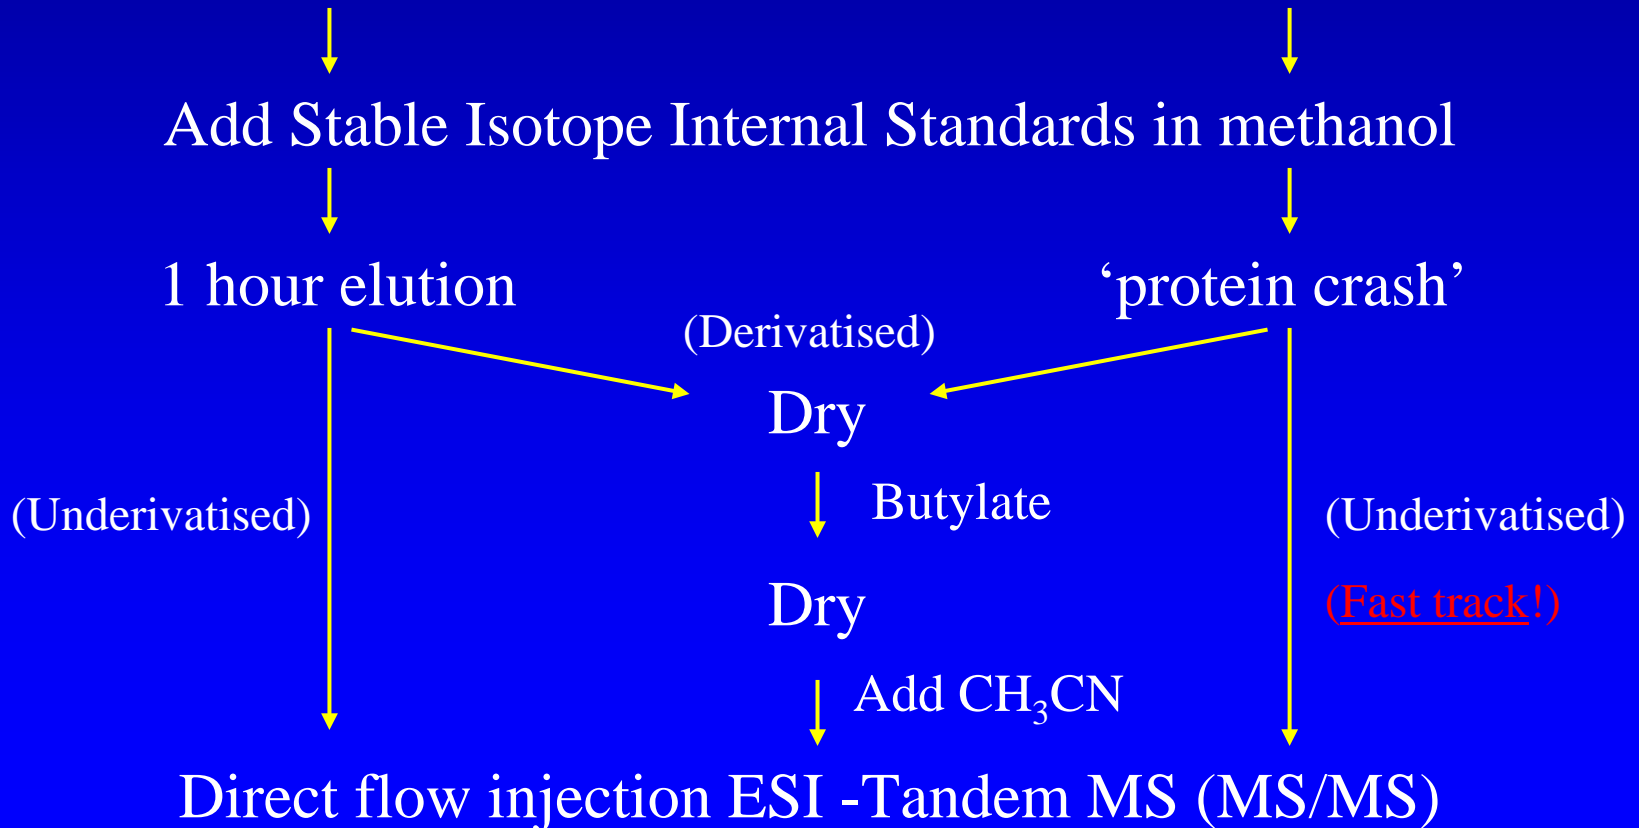 Add Stable Isotope Internal Standards in methanol
1 hour elution
‘protein crash’
(Derivatised)
Dry
Butylate
(Underivatised)
(Underivatised)
Dry
(Fast track!)
Add CH₃CN
Direct flow injection ESI -Tandem MS (MS/MS)